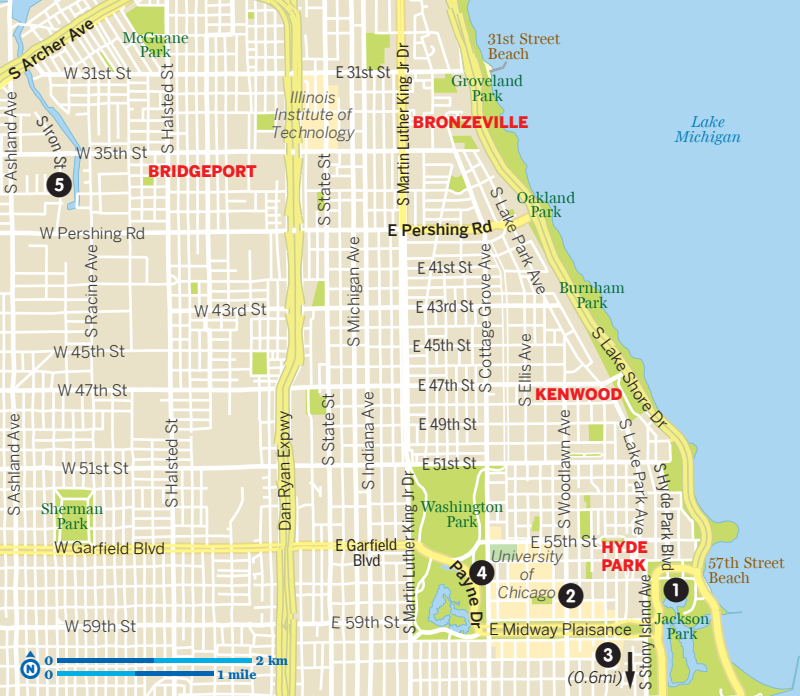 S Archer Ave
McGuane
Park
31st Street
Beach
W 31st St
E 31st St
Groveland
Park
S Ashland Ave
S Iron St
S Halsted St
Illinois
Institute of
Technology
S Martin Luther King Jr Dr
BRONZEVILLE
Lake
Michigan
W 35th St
BRIDGEPORT
5
S State St
S Lake Park Ave
Oakland
Park
W Pershing Rd
E Pershing Rd
S Racine Ave
S Michigan Ave
E 41st St
S Cottage Grove Ave
Burnham
Park
W 43rd St
E 43rd St
S Lake Shore Dr
W 45th St
E 45th St
S Ellis Ave
W 47th St
E 47th St
KENWOOD
S Ashland Ave
S Halsted St
Dan Ryan Expwy
S State St
S Indiana Ave
E 49th St
S Woodlawn Ave
S Lake Park Ave
W 51st St
E 51st St
S Hyde Park Blvd
S Martin Luther King Jr Dr
Sherman
Park
Washington
Park
W Garfield Blvd
E Garfield
Blvd
E 55th St
HYDE
PARK
University
of
Chicago
57th Street
Beach
Payne Dr
4
2
1
S Stony Island Ave
Jackson
Park
W 59th St
E 59th St
E Midway Plaisance
3
(0.6mi)
N
0 2 km
0 1 mile